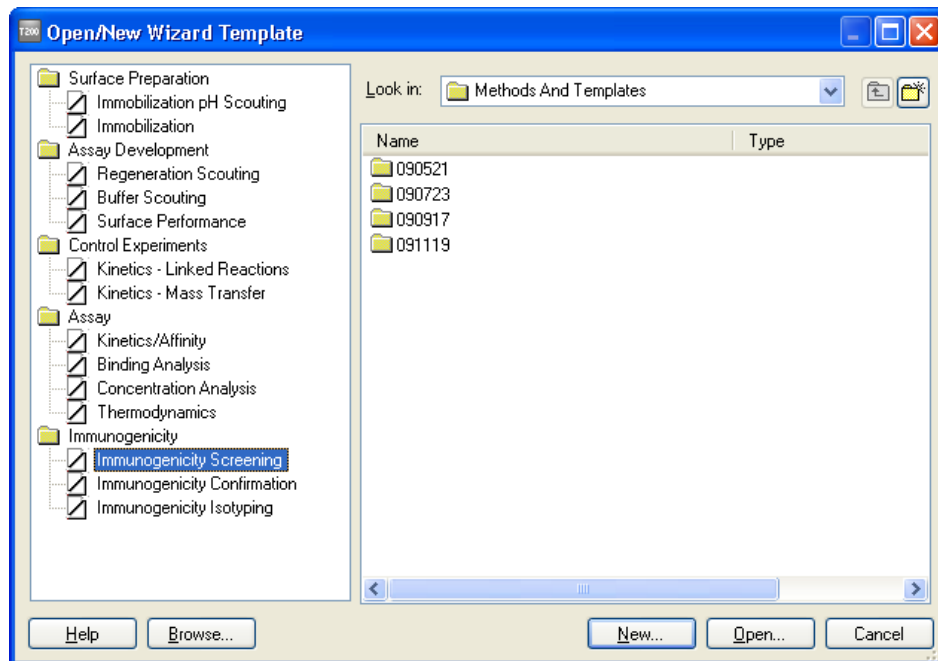 T200 Open/New Wizard Template
Surface Preparation
Immobilization pH Scouting
Immobilization
Assay Development
Regeneration Scouting
Buffer Scouting
Surface Performance
Control Experiments
Kinetics - Linked Reactions
Kinetics - Mass Transfer
Assay
Kinetics/Affinity
Binding Analysis
Concentration Analysis
Thermodynamics
Immunogenicity
Immunogenicity Screening
Immunogenicity Confirmation
Immunogenicity Isotyping
Look in: Methods And Templates
Name Type
090521
090723
090917
091119
Help Browse... New... Open... Cancel